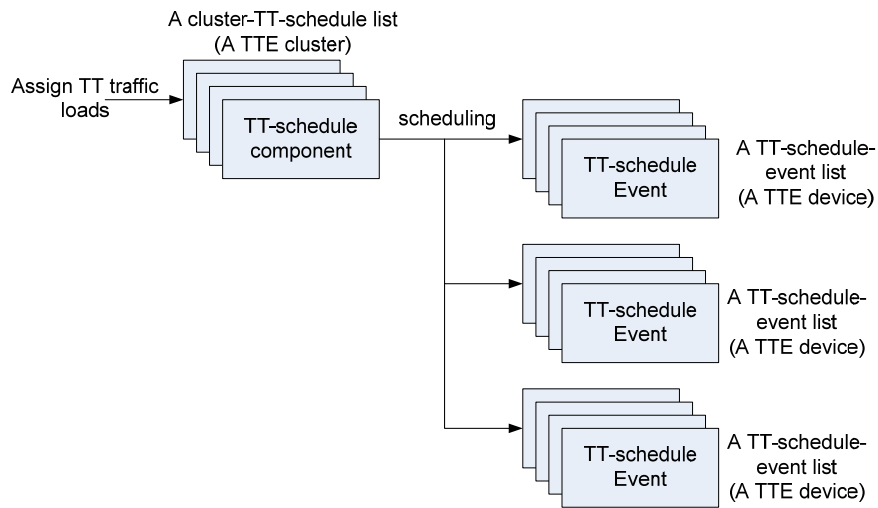 A cluster-TT-schedule list
(A TTE cluster)
Assign TT traffic
loads
TT-schedule
component
scheduling
TT-schedule
Event
A TT-schedule-
event list
(A TTE device)
TT-schedule
Event
A TT-schedule-
event list
(A TTE device)
TT-schedule
Event
A TT-schedule-
event list
(A TTE device)